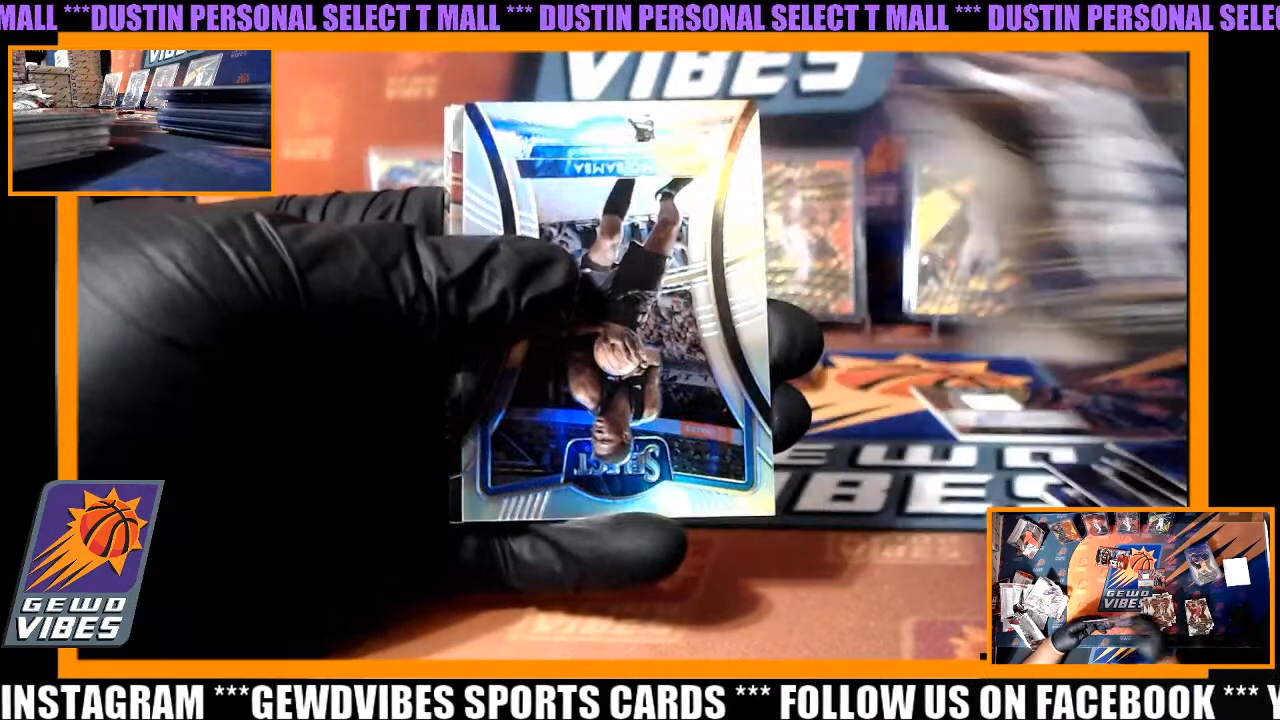 MALL ***DUSTIN PERSONAL SELECT T MALL *** DUSTIN PERSONAL SELECT T MALL *** DUSTIN PERSONAL SELEC
VIBES
BAMBA
SELECT
VIBES
GEWD
VIBES
GEWD
VIBES
INSTAGRAM ***GEWDVIBES SPORTS CARDS *** FOLLOW US ON FACEBOOK *** Y